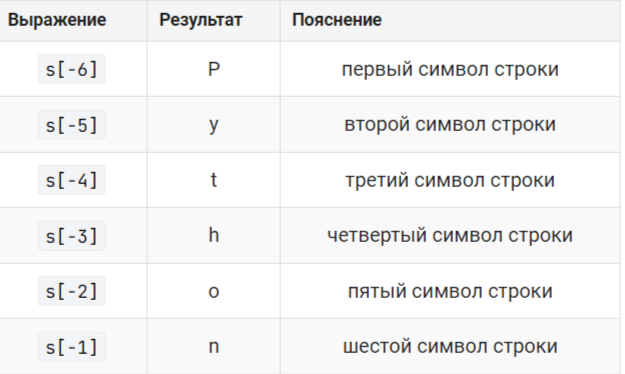 Выражение Результат Пояснение
s[-6] P первый символ строки
s[-5] y второй символ строки
s[-4] t третий символ строки
s[-3] h четвертый символ строки
s[-2] o пятый символ строки
s[-1] n шестой символ строки